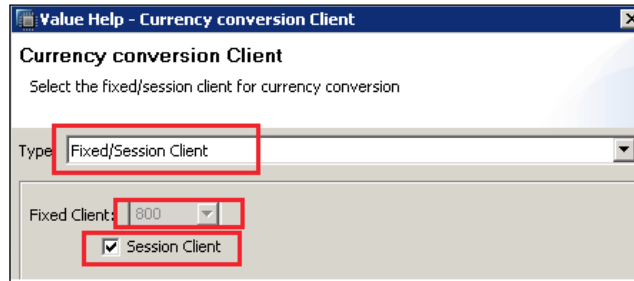 Value Help - Currency conversion Client
Currency conversion Client
Select the fixed/session client for currency conversion
Type Fixed/Session Client
Fixed Client: 800
Session Client